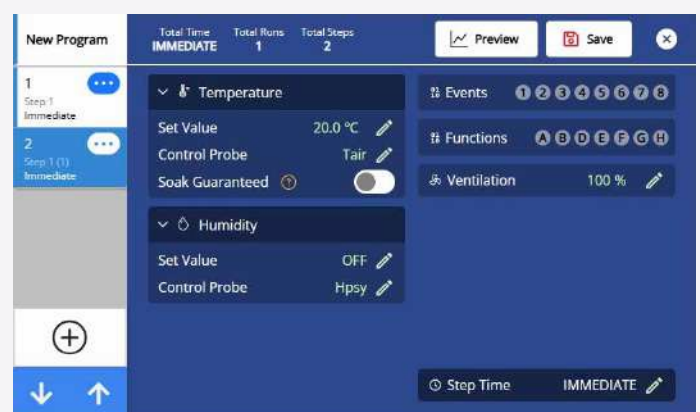 New Program
Total Time Total Runs Total Steps
IMMEDIATE 1 2
Preview
Save
1
Step 1
Immediate
2
Step 1 (1)
Immediate
Temperature
Set Value 20.0 °C
Control Probe Tair
Soak Guaranteed ?
Humidity
Set Value OFF
Control Probe Hpsy
Events 1 2 3 4 5 6 7 8
Functions A B C D E F G H
Ventilation 100 %
Step Time IMMEDIATE